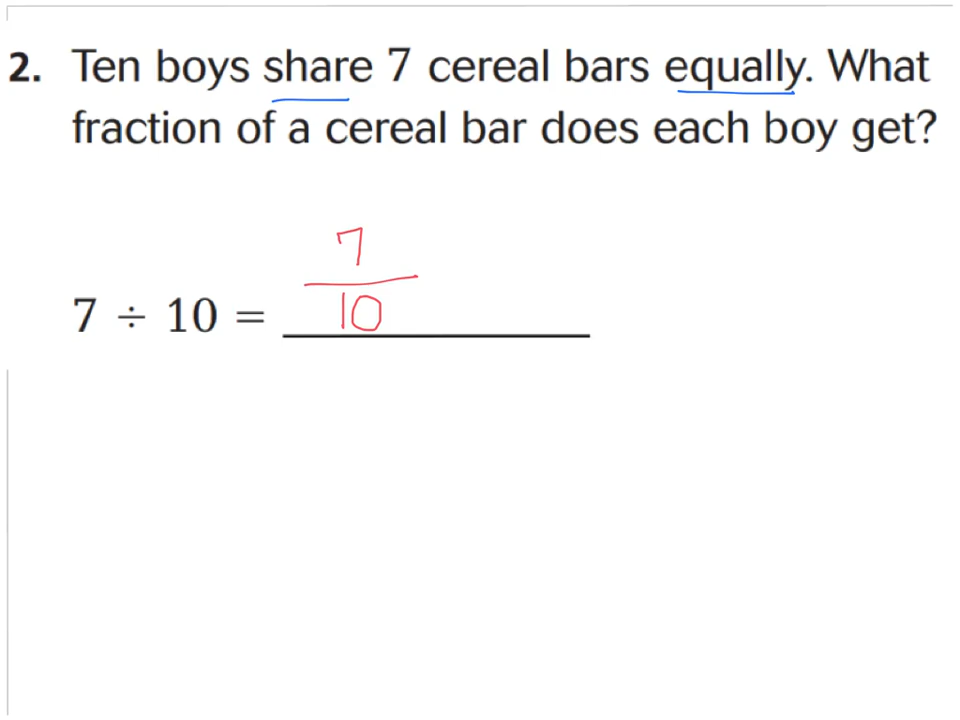 2. Ten boys share 7 cereal bars equally. What
fraction of a cereal bar does each boy get?
7 ÷ 10 = 7/10